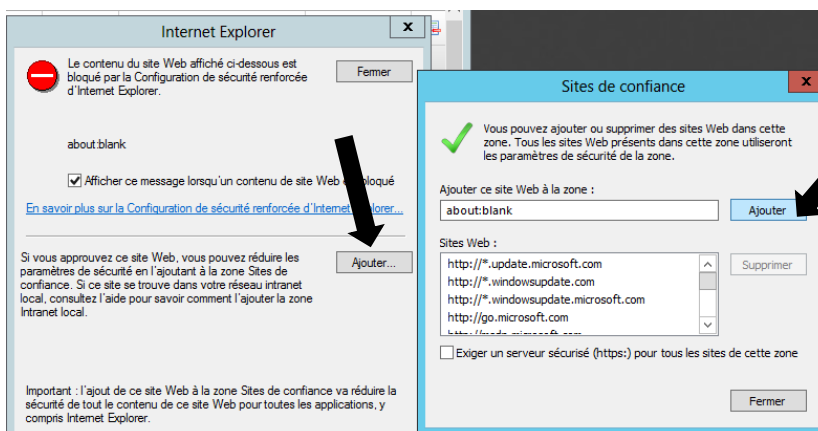 Internet Explorer
x
Le contenu du site Web affiché ci-dessous est
bloqué par la Configuration de sécurité renforcée
d'Internet Explorer.
Fermer
about:blank
Afficher ce message lorsqu'un contenu de site Web bloqué
En savoir plus sur la Configuration de sécurité renforcée d'Internet Explorer...
Si vous approuvez ce site Web, vous pouvez réduire les
paramètres de sécurité en l'ajoutant à la zone Sites de
confiance. Si ce site se trouve dans votre réseau intranet
local, consultez l'aide pour savoir comment l'ajouter la zone
Intranet local.
Ajouter...
Important : l'ajout de ce site Web à la zone Sites de confiance va réduire la
sécurité de tout le contenu de ce site Web pour toutes les applications, y
compris Internet Explorer.
Sites de confiance
x
Vous pouvez ajouter ou supprimer des sites Web dans cette
zone. Tous les sites Web présents dans cette zone utiliseront
les paramètres de sécurité de la zone.
Ajouter ce site Web à la zone :
about:blank
Ajouter
Sites Web :
http://*.update.microsoft.com
http://*.windowsupdate.com
http://*.windowsupdate.microsoft.com
http://go.microsoft.com
Supprimer
Exiger un serveur sécurisé (https:) pour tous les sites de cette zone
Fermer